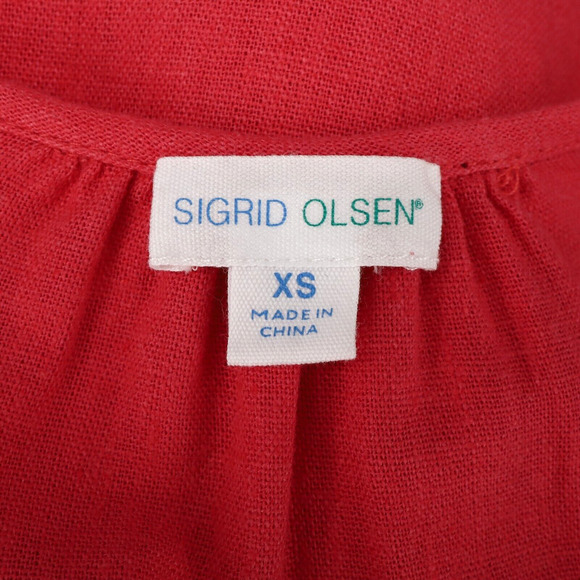 SIGRID OLSEN®
XS
MADE IN
CHINA